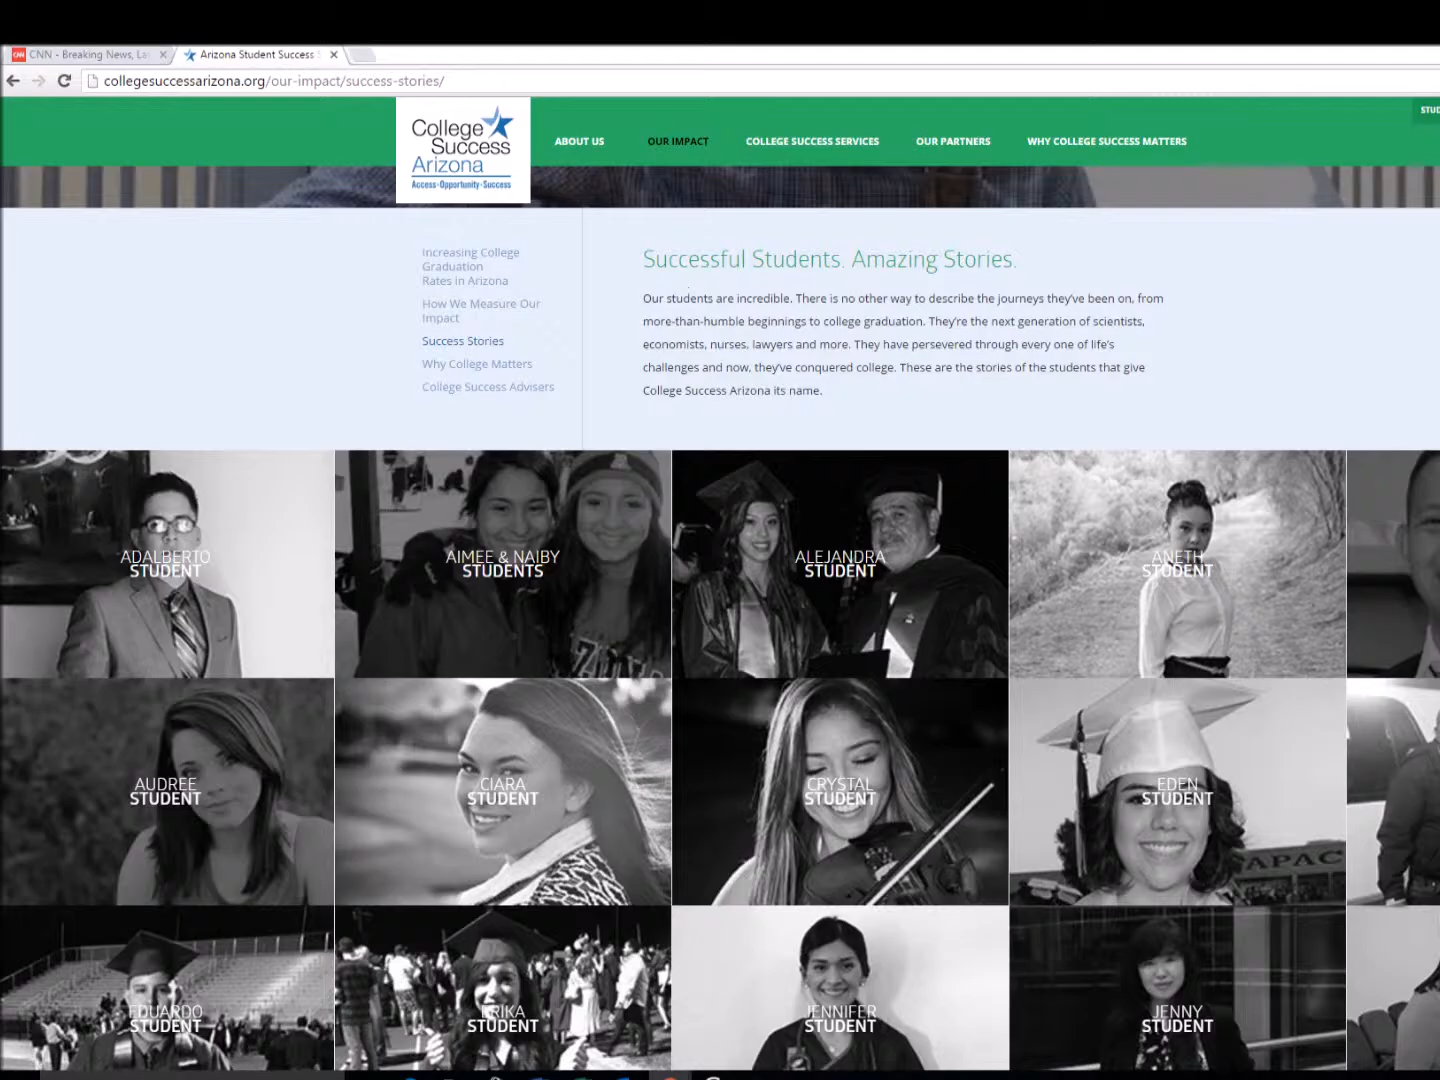 CNN - Breaking News, La
Arizona Student Success
collegesuccessarizona.org/our-impact/success-stories/
College
Success
Arizona
Access·Opportunity·Success
ABOUT US
OUR IMPACT
COLLEGE SUCCESS SERVICES
OUR PARTNERS
WHY COLLEGE SUCCESS MATTERS
STUD
Increasing College
Graduation
Rates in Arizona
How We Measure Our
Impact
Success Stories
Why College Matters
College Success Advisers
Successful Students. Amazing Stories.
Our students are incredible. There is no other way to describe the journeys they've been on, from
more-than-humble beginnings to college graduation. They're the next generation of scientists,
economists, nurses, lawyers and more. They have persevered through every one of life's
challenges and now, they've conquered college. These are the stories of the students that give
College Success Arizona its name.
ADALBERTO
STUDENT
AIMEE & NAIBY
STUDENTS
ALEJANDRA
STUDENT
ANETH
STUDENT
AUDREE
STUDENT
CIARA
STUDENT
CRYSTAL
STUDENT
EDEN
STUDENT
APAC
EDUARDO
STUDENT
ERIKA
STUDENT
JENNIFER
STUDENT
JENNY
STUDENT